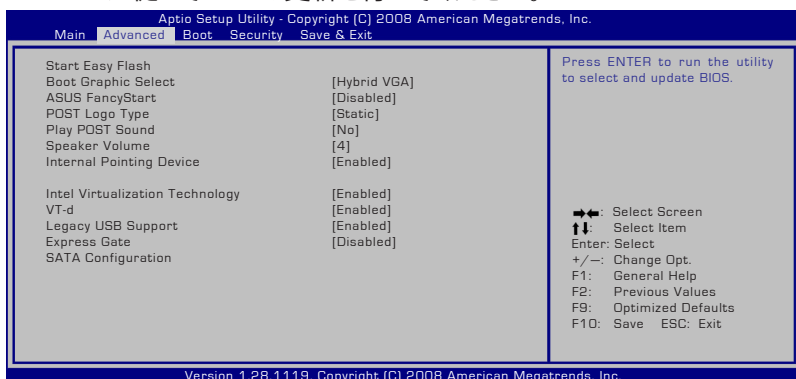 Aptio Setup Utility - Copyright (C) 2008 American Megatrends, Inc.
Main Advanced Boot Security Save & Exit
Start Easy Flash
Boot Graphic Select [Hybrid VGA]
ASUS FancyStart [Disabled]
POST Logo Type [Static]
Play POST Sound [No]
Speaker Volume [4]
Internal Pointing Device [Enabled]
Intel Virtualization Technology [Enabled]
VT-d [Enabled]
Legacy USB Support [Enabled]
Express Gate [Disabled]
SATA Configuration
Press ENTER to run the utility
to select and update BIOS.
→←: Select Screen
↑↓: Select Item
Enter: Select
+/—: Change Opt.
F1: General Help
F2: Previous Values
F9: Optimized Defaults
F10: Save ESC: Exit
Version 1.28.1119. Copyright (C) 2008 American Megatrends, Inc.